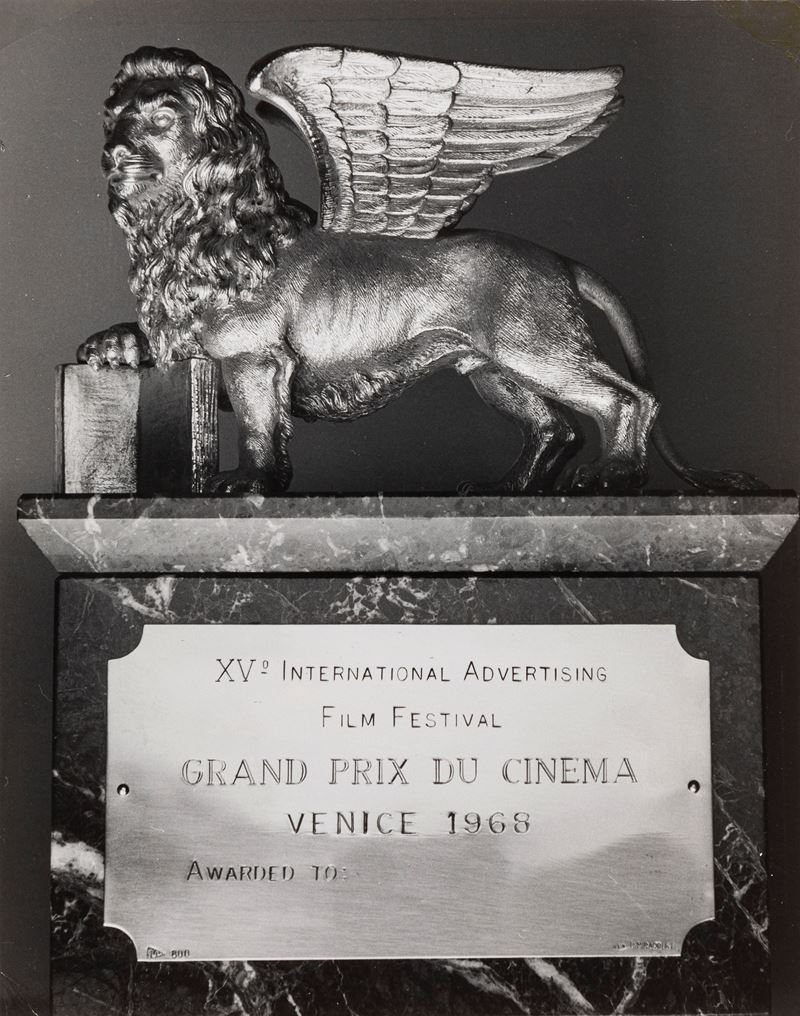 XVº INTERNATIONAL ADVERTISING
FILM FESTIVAL
GRAND PRIX DU CINEMA
VENICE 1968
AWARDED TO:
800